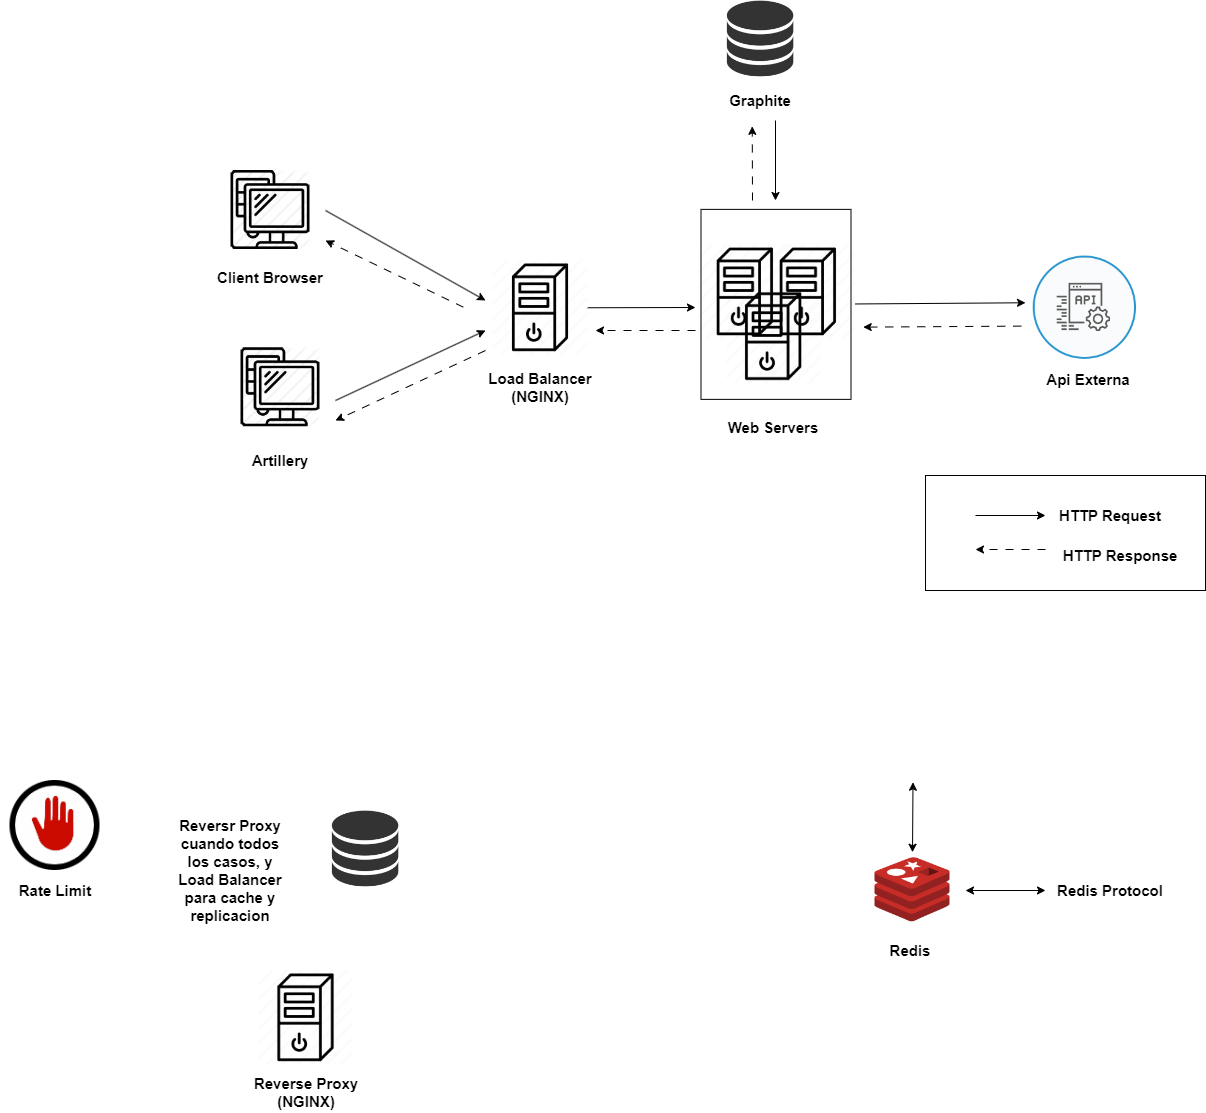 Graphite
Client Browser
Load Balancer
(NGINX)
API
Api Externa
Web Servers
Artillery
HTTP Request
HTTP Response
Rate Limit
Reversr Proxy
cuando todos
los casos, y
Load Balancer
para cache y
replicacion
Redis Protocol
Redis
Reverse Proxy
(NGINX)